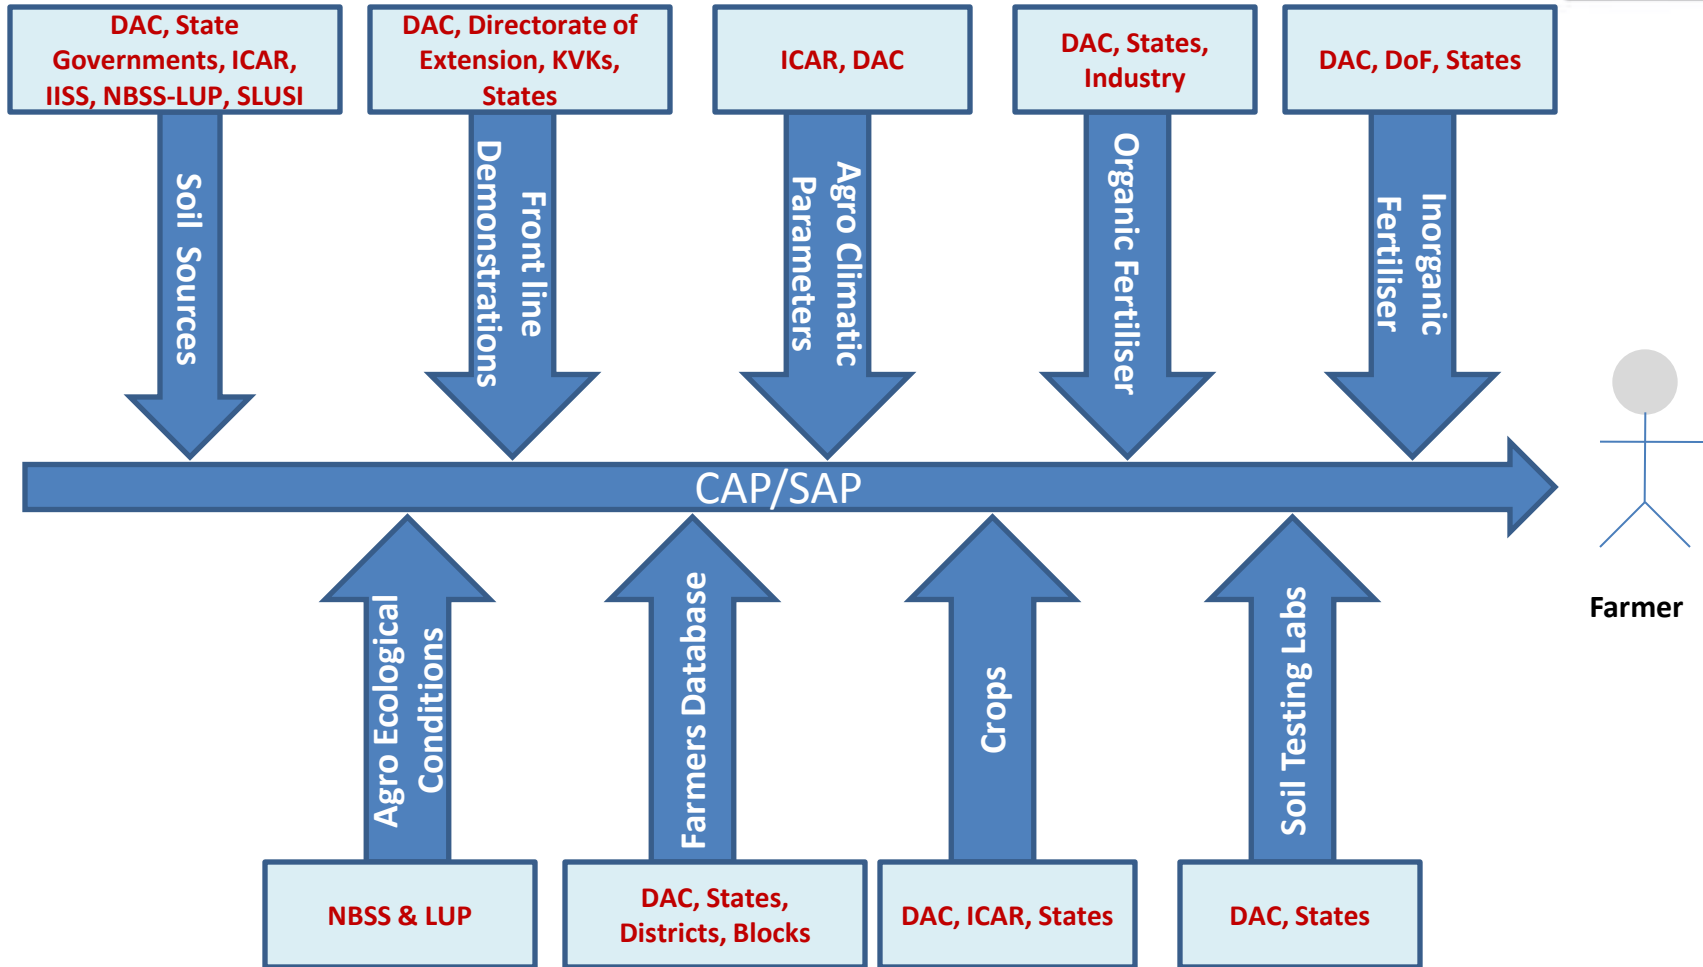 DAC, State
Governments, ICAR,
IISS, NBSS-LUP, SLUSI
DAC, Directorate of
Extension, KVKs,
States
ICAR, DAC
DAC, States,
Industry
DAC, DoF, States
Soil Sources
Front line
Demonstrations
Agro Climatic
Parameters
Organic Fertiliser
Inorganic
Fertiliser
CAP/SAP
Farmer
Agro Ecological
Conditions
Farmers Database
Crops
Soil Testing Labs
NBSS & LUP
DAC, States,
Districts, Blocks
DAC, ICAR, States
DAC, States